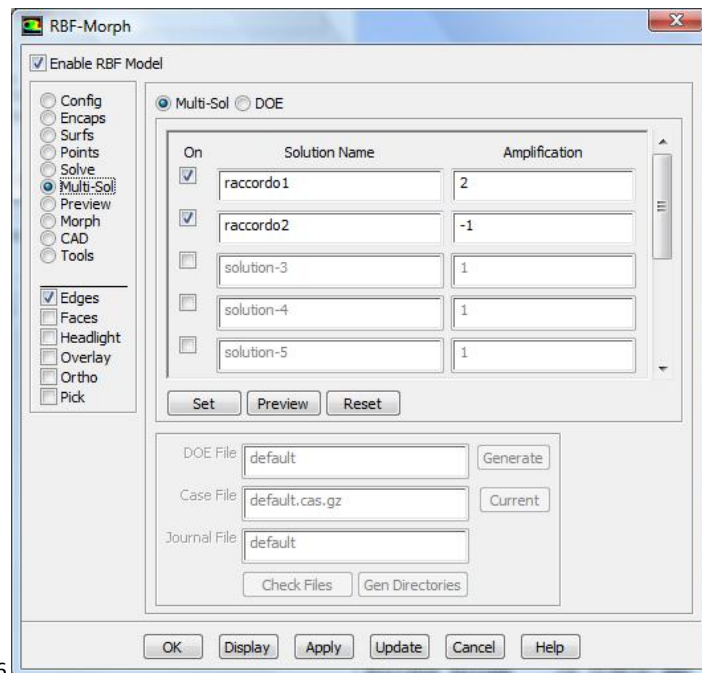 RBF-Morph
Enable RBF Model
Config
Encaps
Surfs
Points
Solve
Multi-Sol
Preview
Morph
CAD
Tools
Edges
Faces
Headlight
Overlay
Ortho
Pick
Multi-Sol DOE
On Solution Name Amplification
raccordo1 2
raccordo2 -1
solution-3 1
solution-4 1
solution-5 1
Set Preview Reset
DOE File default Generate
Case File default.cas.gz Current
Journal File default
Check Files Gen Directories
OK Display Apply Update Cancel Help